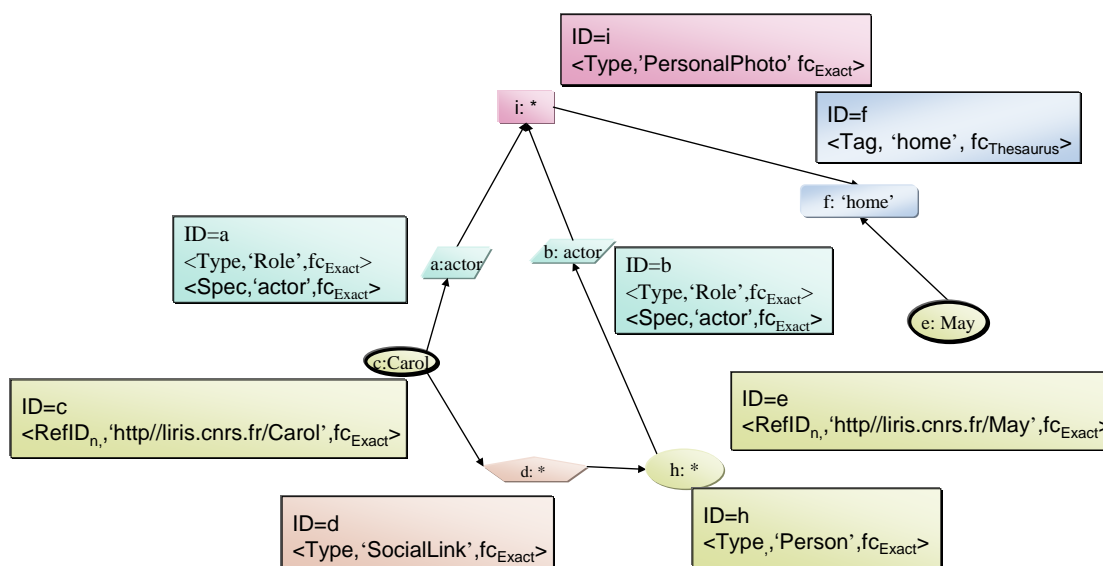 ID=i
<Type,'PersonalPhoto' fcExact>
i: *
ID=f
<Tag, ‘home’, fcThesaurus>
f: ‘home’
ID=a
<Type,‘Role’,fcExact>
<Spec,‘actor’,fcExact>
a:actor
b: actor
ID=b
<Type,‘Role’,fcExact>
<Spec,‘actor’,fcExact>
e: May
c:Carol
ID=c
<RefIDn,,‘http//liris.cnrs.fr/Carol’,fcExact>
ID=e
<RefIDn,,‘http//liris.cnrs.fr/May’,fcExact>
d: *
h: *
ID=d
<Type,‘SocialLink’,fcExact>
ID=h
<Type,,‘Person’,fcExact>